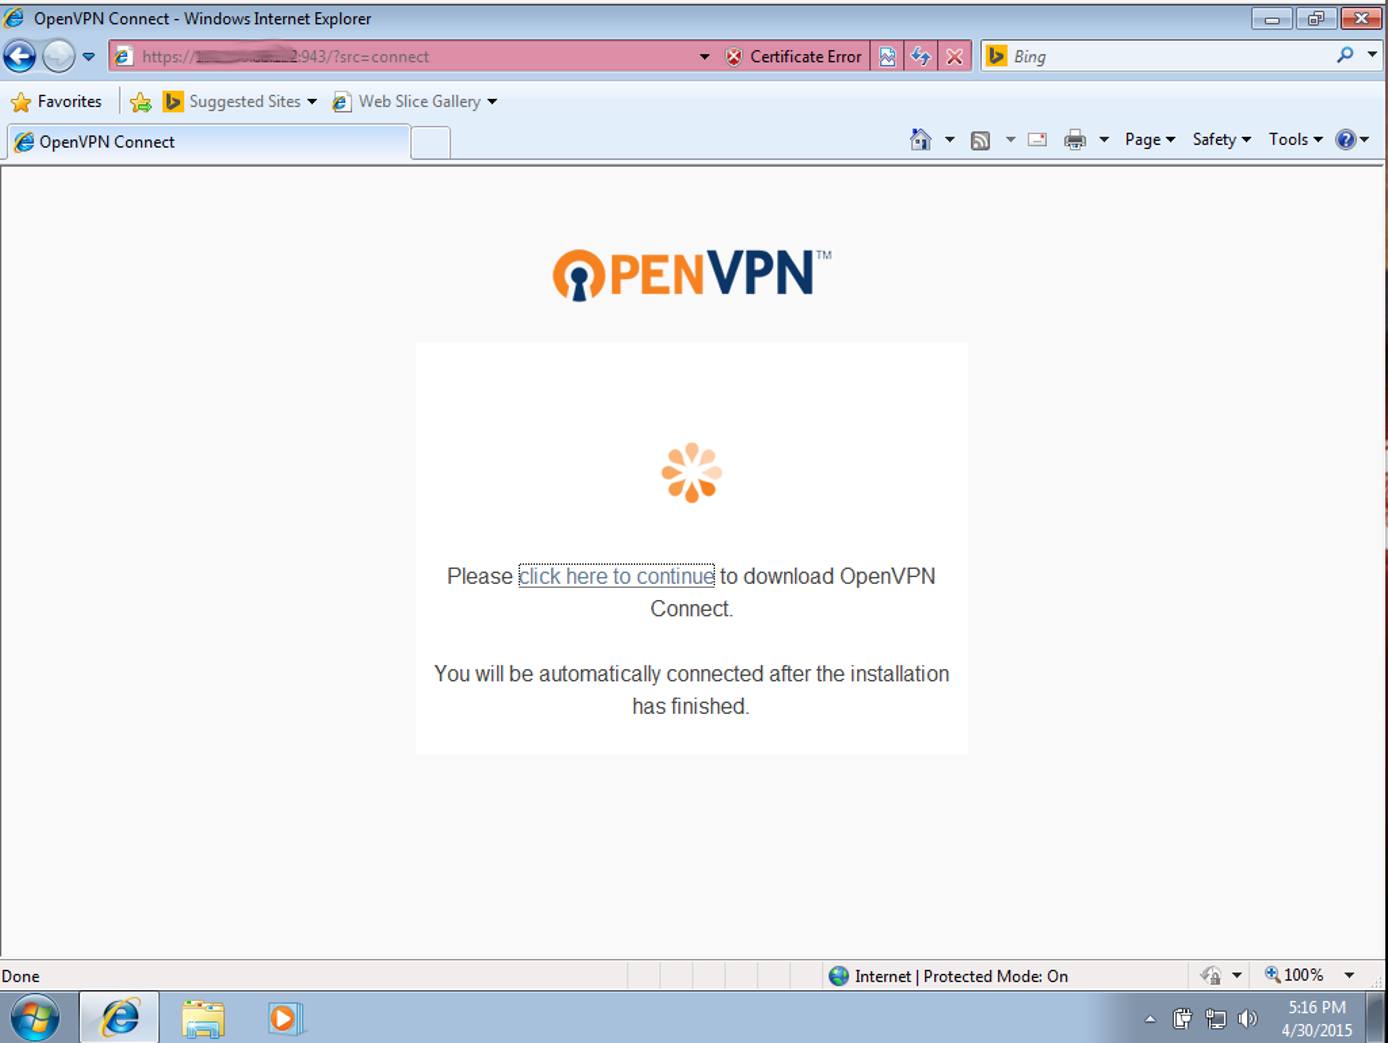 OpenVPN Connect - Windows Internet Explorer
https:// :943/?src=connect
Certificate Error
Bing
Favorites
Suggested Sites
Web Slice Gallery
OpenVPN Connect
Page
Safety
Tools
OPENVPN™
Please click here to continue to download OpenVPN
Connect.
You will be automatically connected after the installation
has finished.
Done
Internet | Protected Mode: On
100%
5:16 PM
4/30/2015